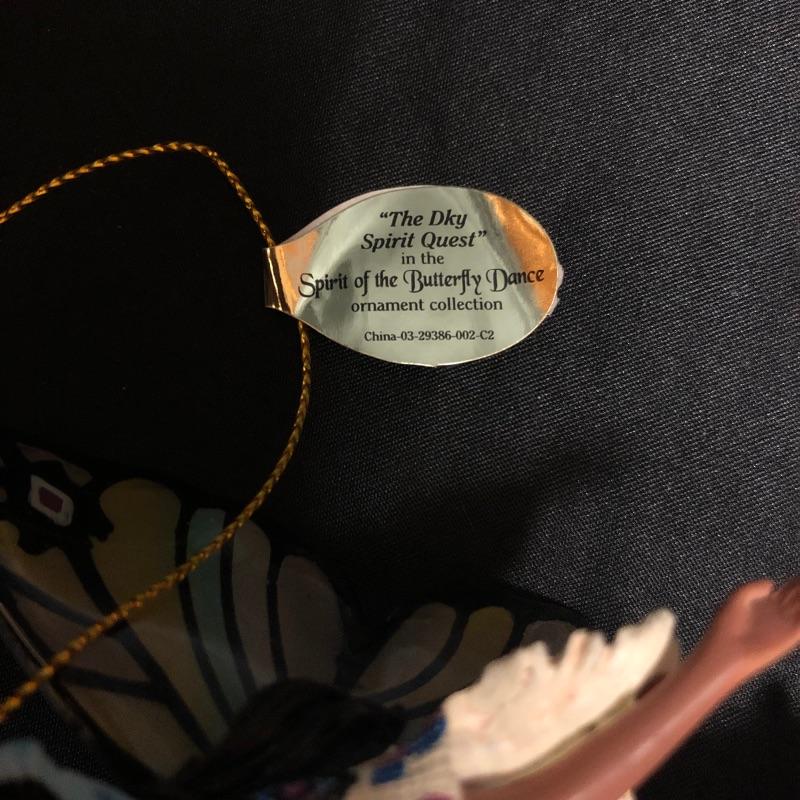 “The Dky
Spirit Quest”
in the
Spirit of the Butterfly Dance
ornament collection
China-03-29386-002-C2